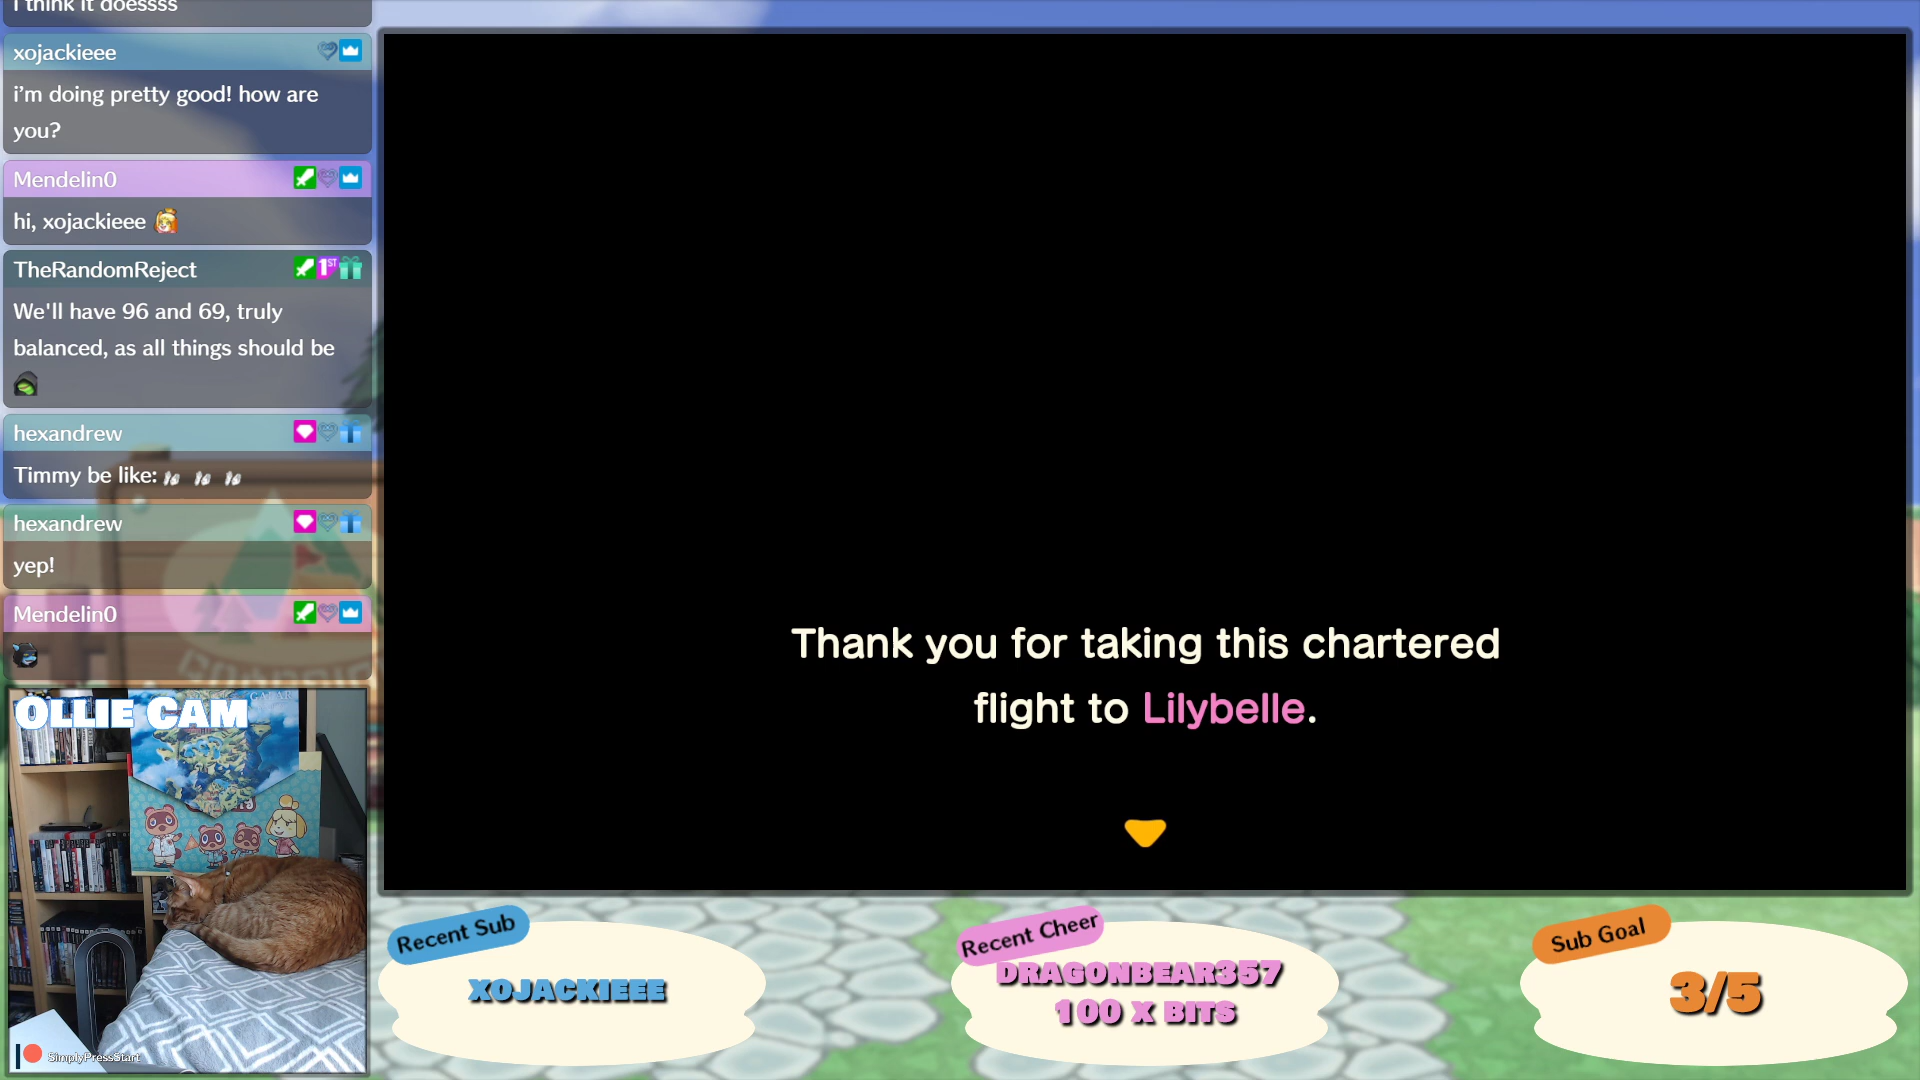 I think it doessss
xojackieee
i'm doing pretty good! how are
you?
Mendelin0
hi, xojackieee
TheRandomReject
1ST
We'll have 96 and 69, truly
balanced, as all things should be
hexandrew
Timmy be like:
hexandrew
yep!
Mendelin0
OLLIE CAM
SimplyPressStart
Thank you for taking this chartered
flight to Lilybelle.
Recent Sub
XOJACKIEEE
Recent Cheer
DRAGONBEAR357
100 X BITS
Sub Goal
3/5